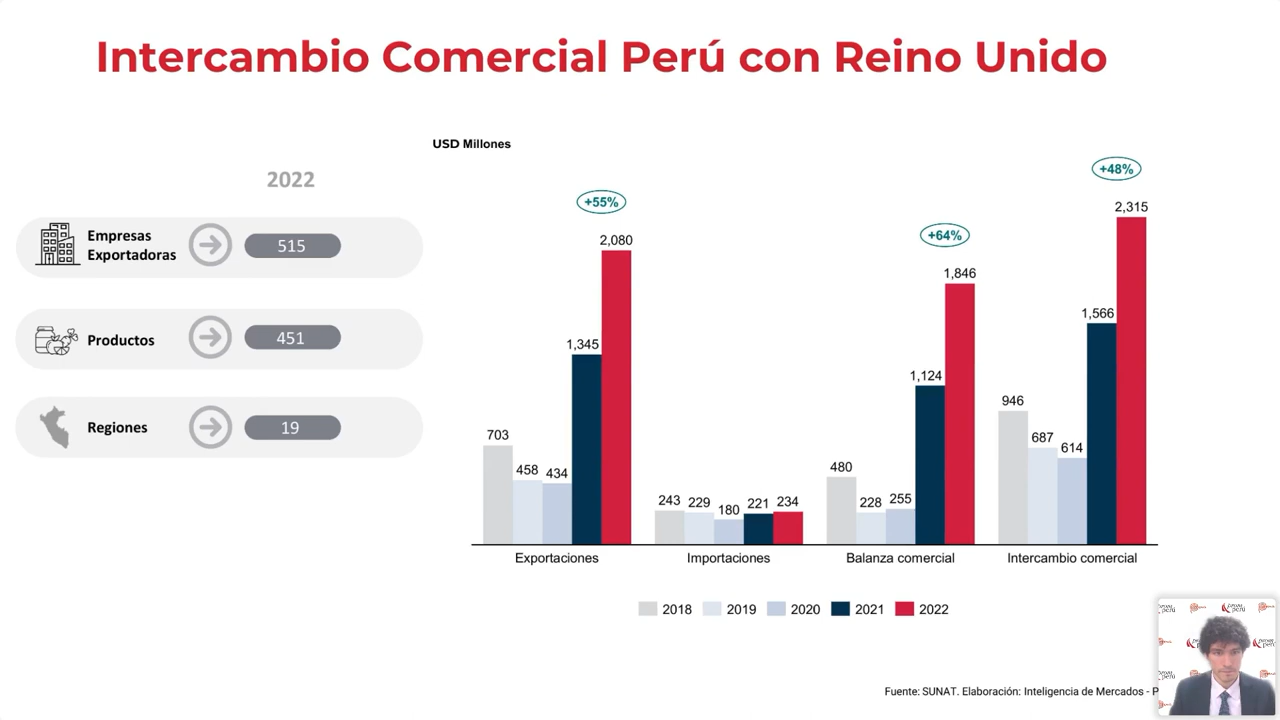 Intercambio Comercial Perú con Reino Unido
USD Millones
2022
Empresas
Exportadoras
515
Productos
451
Regiones
19
+55%
+64%
+48%
703
458
434
1,345
2,080
243
229
180
221
234
480
228
255
1,124
1,846
946
687
614
1,566
2,315
Exportaciones
Importaciones
Balanza comercial
Intercambio comercial
2018
2019
2020
2021
2022
Fuente: SUNAT. Elaboración: Inteligencia de Mercados - P